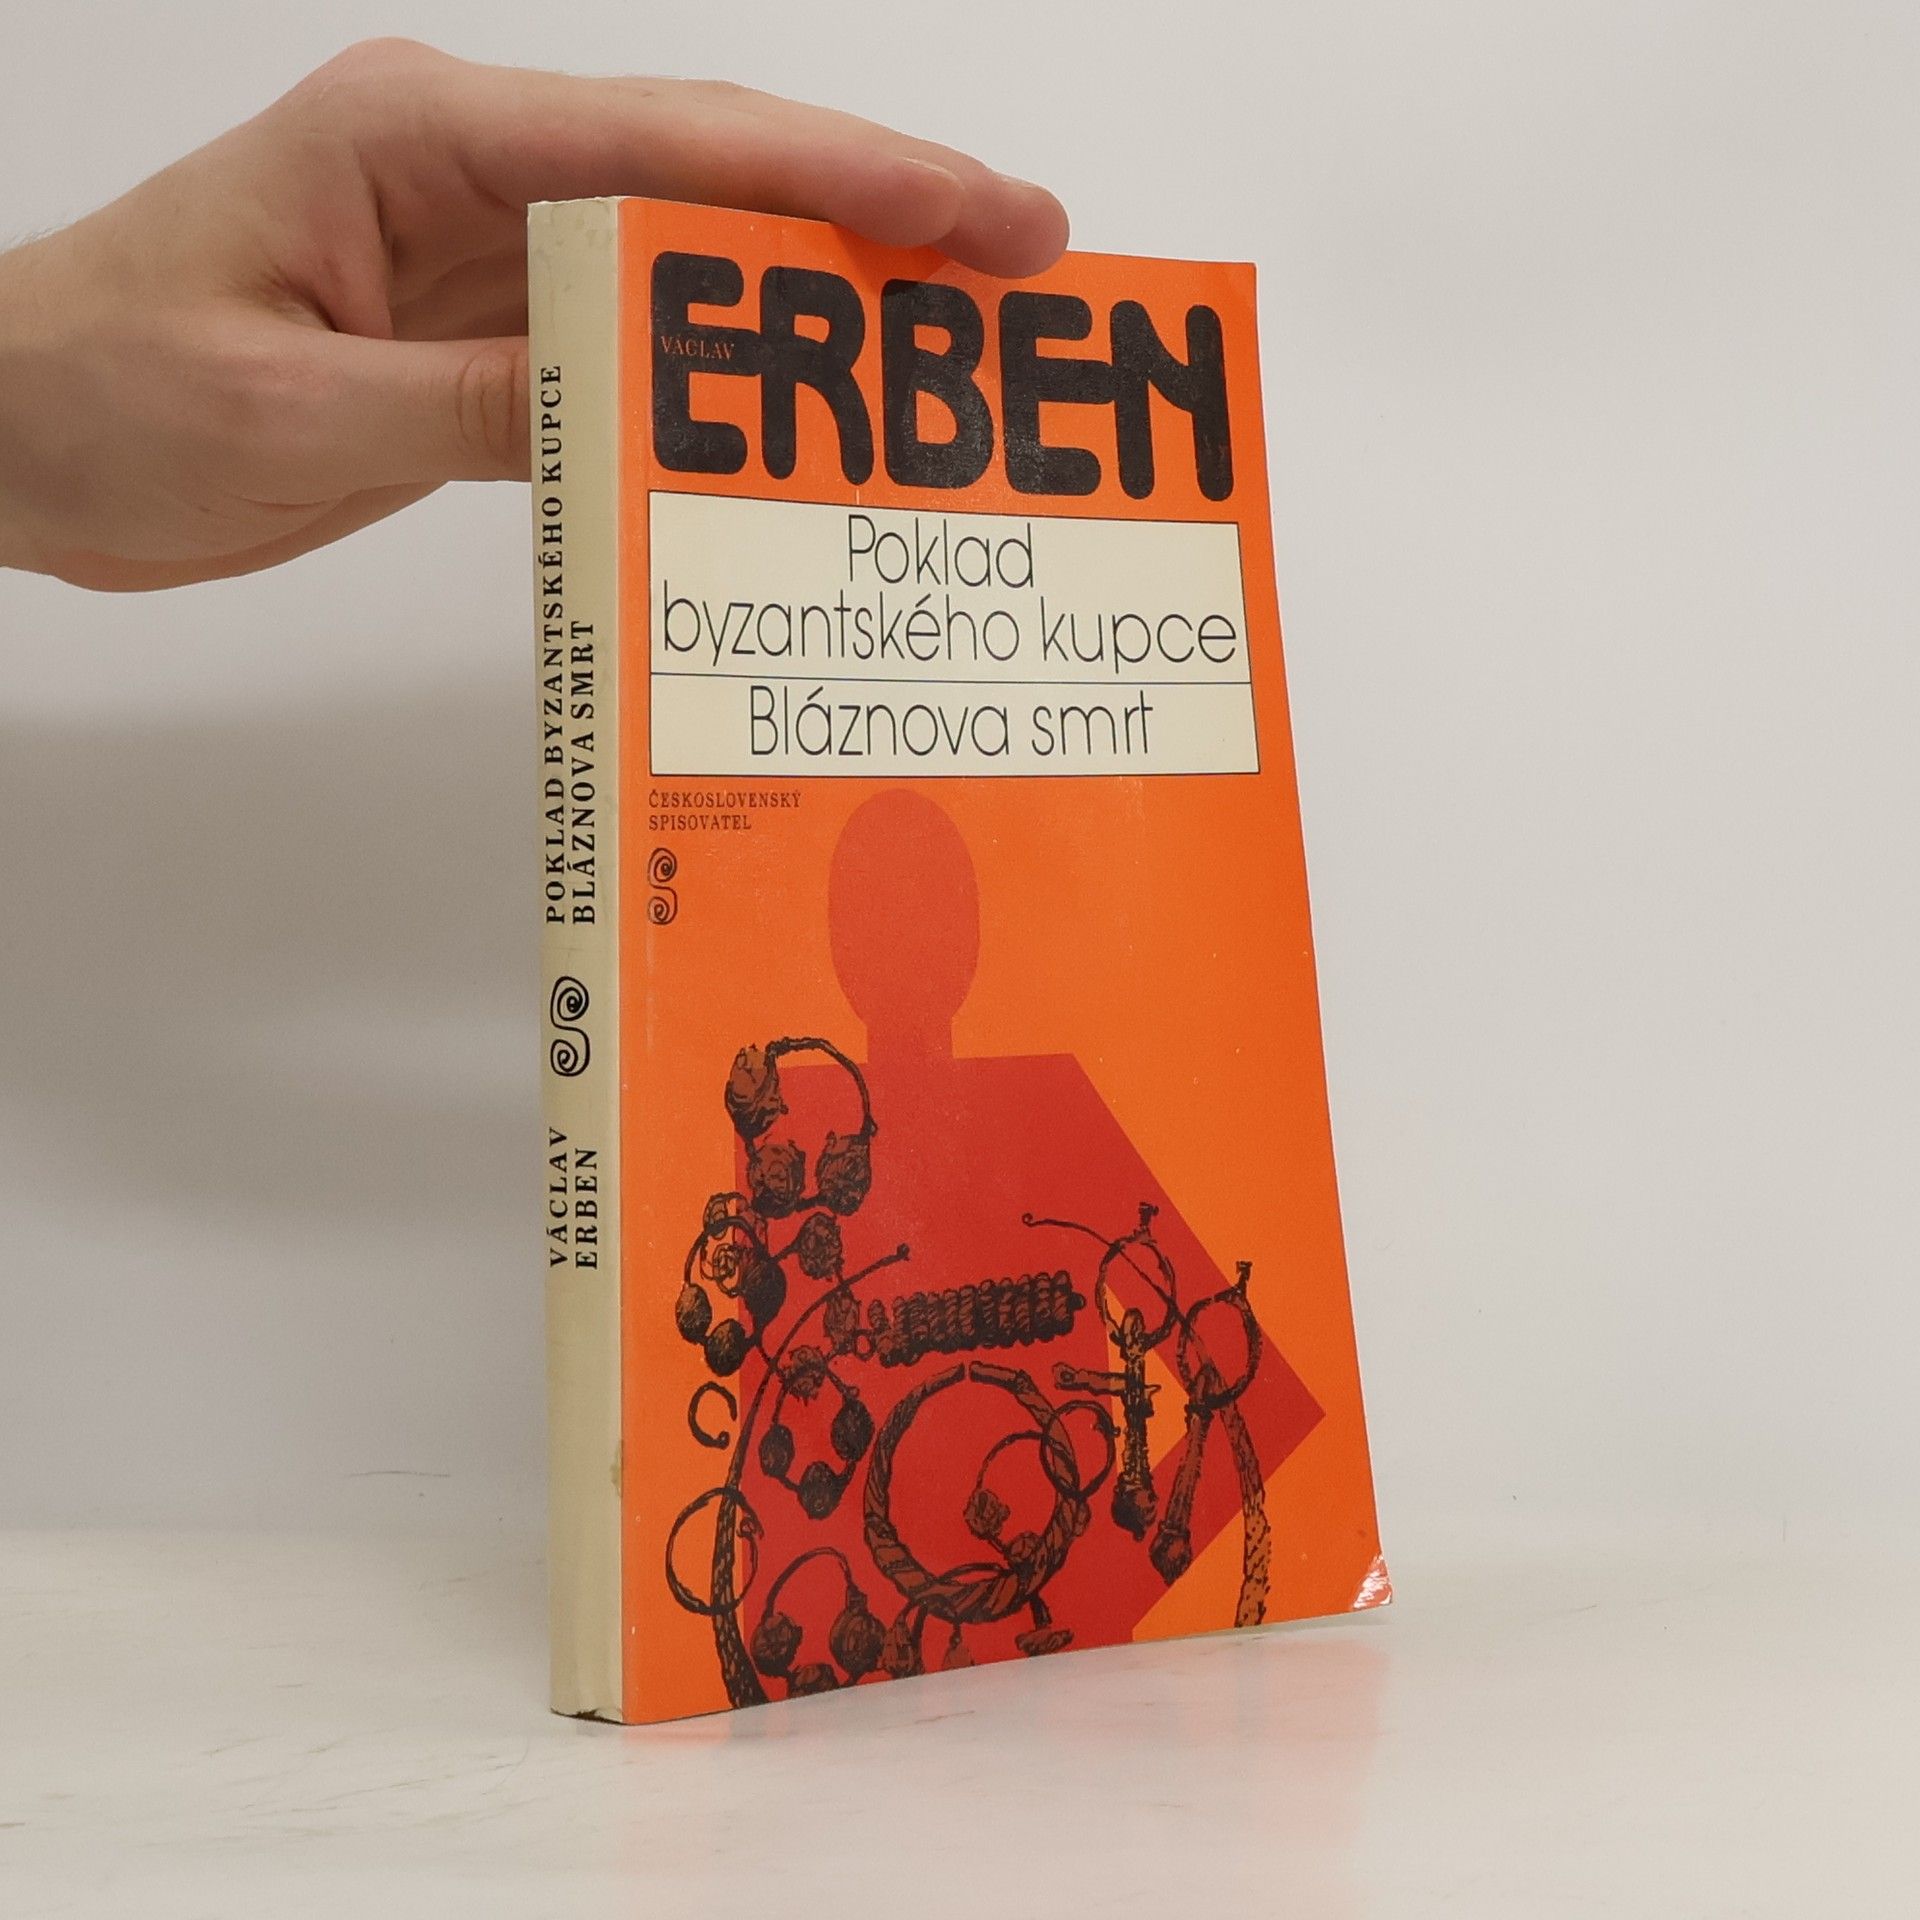 VÁCLAV
ERBEN
Poklad
byzantského kupce
Bláznova smrt
ČESKOSLOVENSKÝ
SPISOVATEL
POKLAD BYZANTSKÉHO KUPCE
BLÁZNOVA SMRT
VÁCLAV
ERBEN